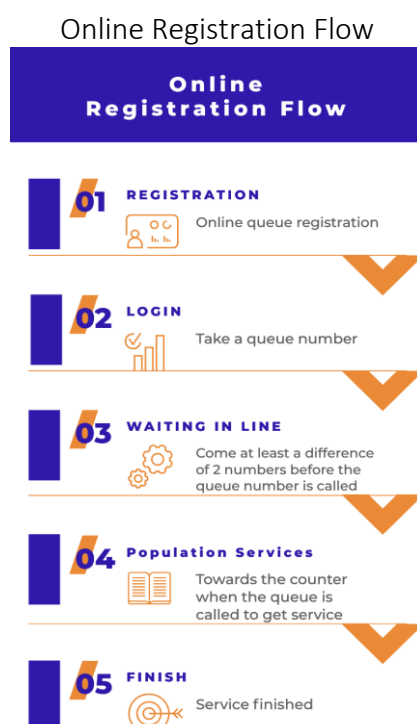 Online Registration Flow
Online
Registration Flow
01
REGISTRATION
Online queue registration
02
LOGIN
Take a queue number
03
WAITING IN LINE
Come at least a difference
of 2 numbers before the
queue number is called
04
Population Services
Towards the counter
when the queue is
called to get service
05
FINISH
Service finished